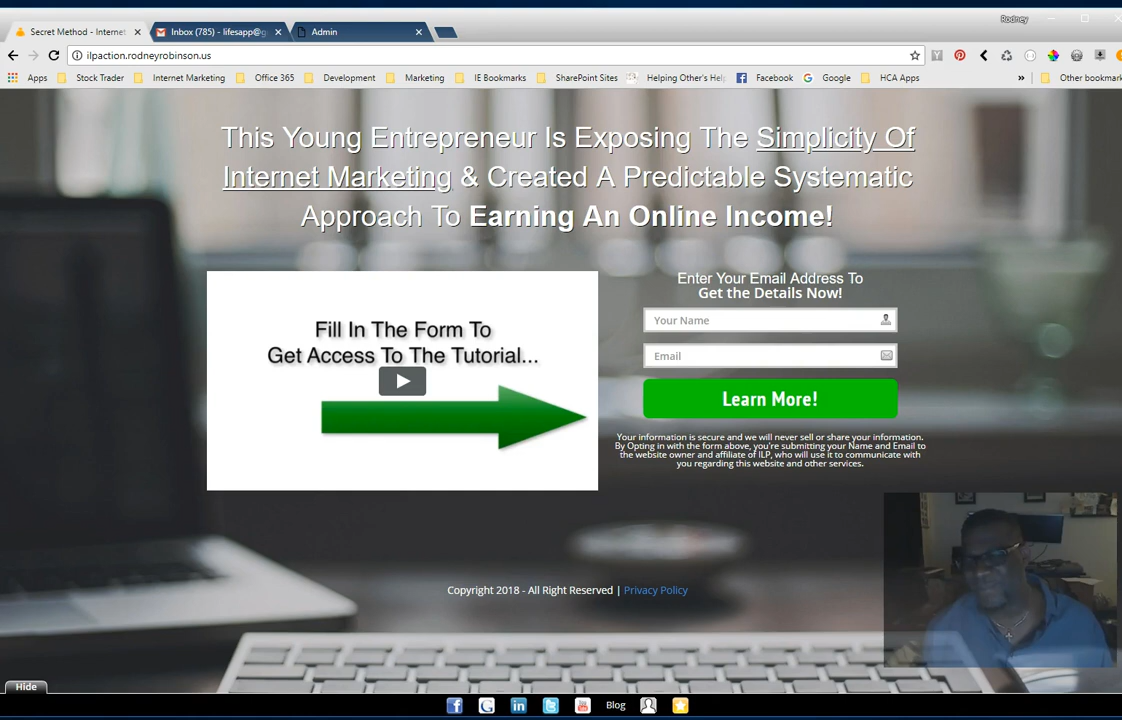 Rodney
Secret Method - Internet
Inbox (785) - lifesapp@g
Admin
ilpaction.rodneyrobinson.us
Apps
Stock Trader
Internet Marketing
Office 365
Development
Marketing
IE Bookmarks
SharePoint Sites
Helping Other's Hel
Facebook
Google
HCA Apps
»
Other bookmar
This Young Entrepreneur Is Exposing The Simplicity Of
Internet Marketing & Created A Predictable Systematic
Approach To Earning An Online Income!
Fill In The Form To
Get Access To The Tutorial...
Enter Your Email Address To
Get the Details Now!
Your Name
Email
Learn More!
Your information is secure and we will never sell or share your information.
By Opting in with the form above, you're submitting your Name and Email to
the website owner and affiliate of ILP, who will use it to communicate with
you regarding this website and other services.
Copyright 2018 - All Right Reserved | Privacy Policy
Hide
Blog